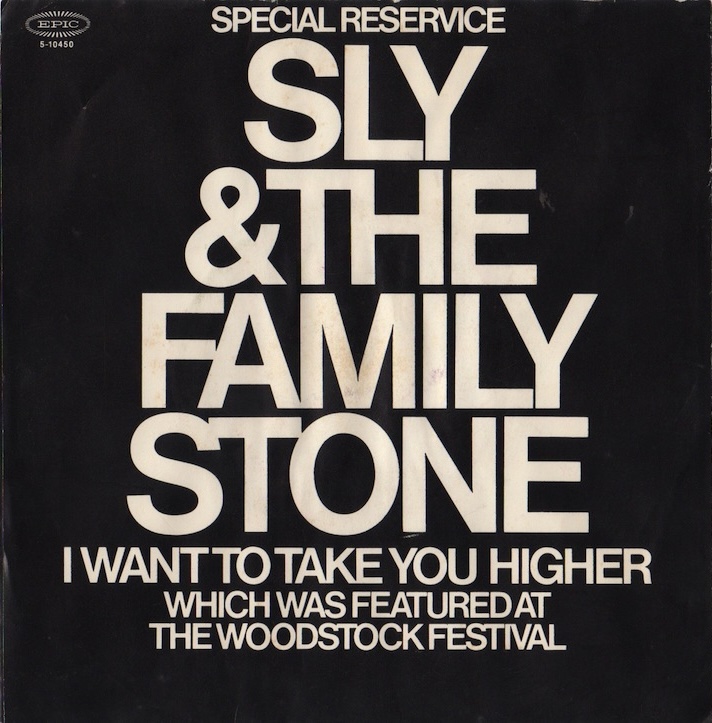 SPECIAL RESERVICE
EPIC
5-10450
SLY
&THE
FAMILY
STONE
I WANT TO TAKE YOU HIGHER
WHICH WAS FEATURED AT
THE WOODSTOCK FESTIVAL